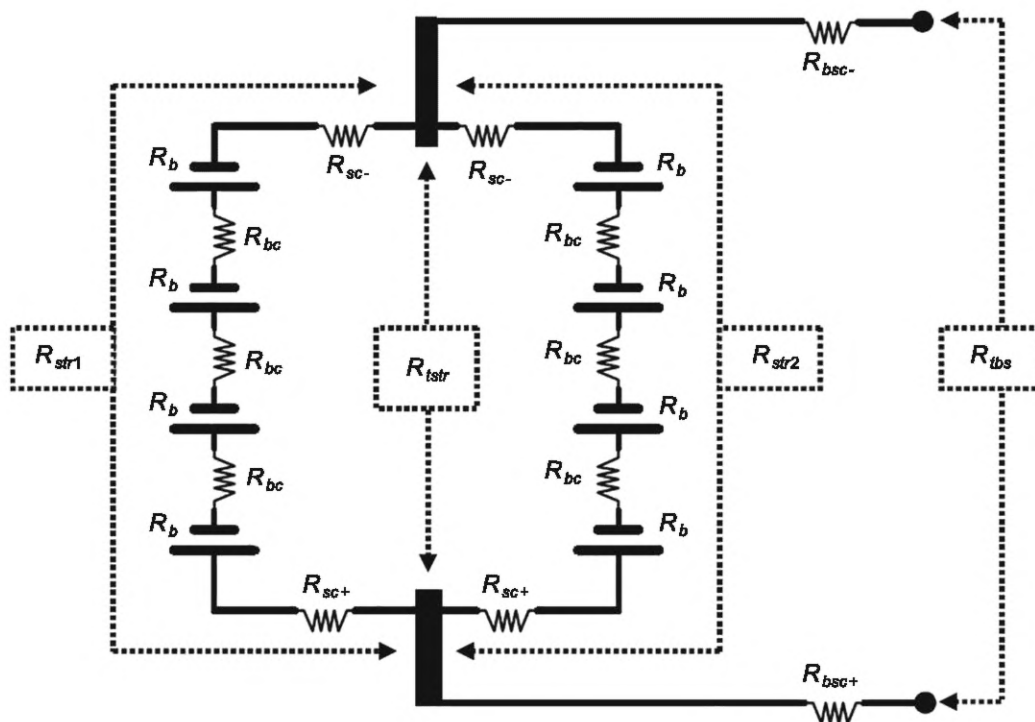 R_bsc-
R_b R_sc- R_sc- R_b
R_bc R_bc
R_b R_b
R_str1 R_bc R_tstr R_bc R_str2 R_tbs
R_b R_b
R_bc R_bc
R_b R_b
R_sc+ R_sc+
R_bsc+